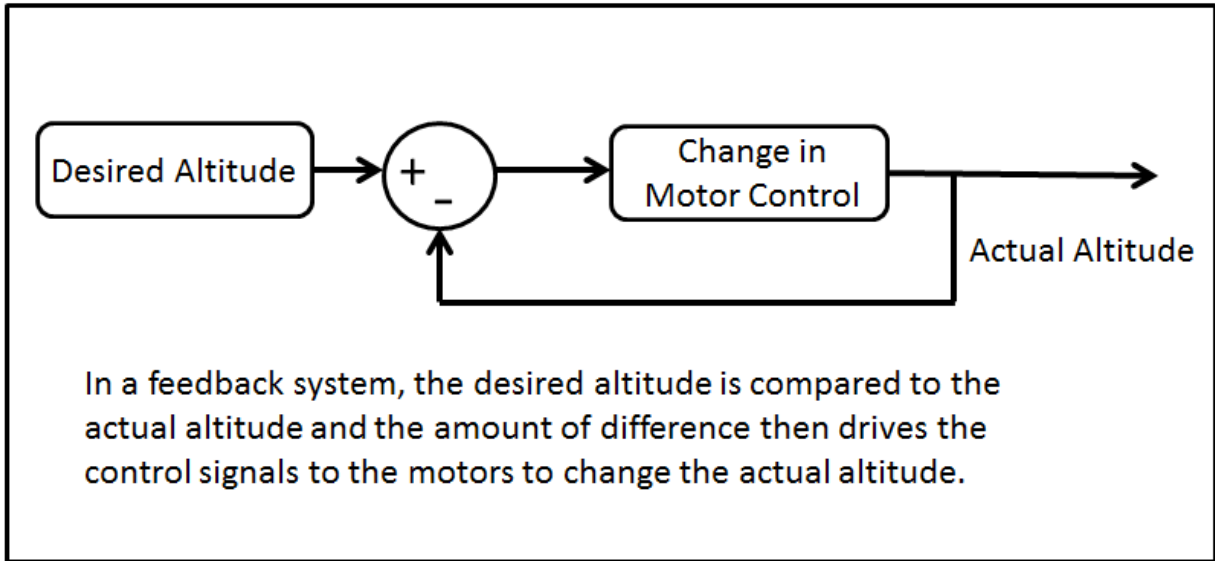 Desired Altitude
+
-
Change in
Motor Control
Actual Altitude
In a feedback system, the desired altitude is compared to the
actual altitude and the amount of difference then drives the
control signals to the motors to change the actual altitude.